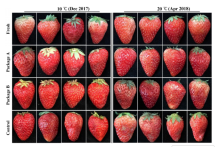 10 °C (Dec 2017) 20 °C (Apr 2018)
Fresh
Package A
Package B
Control